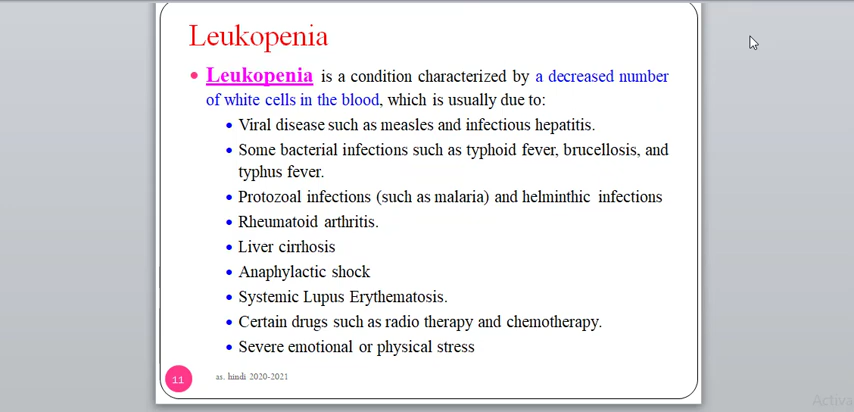 Leukopenia
• Leukopenia is a condition characterized by a decreased number
of white cells in the blood, which is usually due to:
• Viral disease such as measles and infectious hepatitis.
• Some bacterial infections such as typhoid fever, brucellosis, and
typhus fever.
• Protozoal infections (such as malaria) and helminthic infections
• Rheumatoid arthritis.
• Liver cirrhosis
• Anaphylactic shock
• Systemic Lupus Erythematosis.
• Certain drugs such as radio therapy and chemotherapy.
• Severe emotional or physical stress
11 as. hindi 2020-2021
Activa